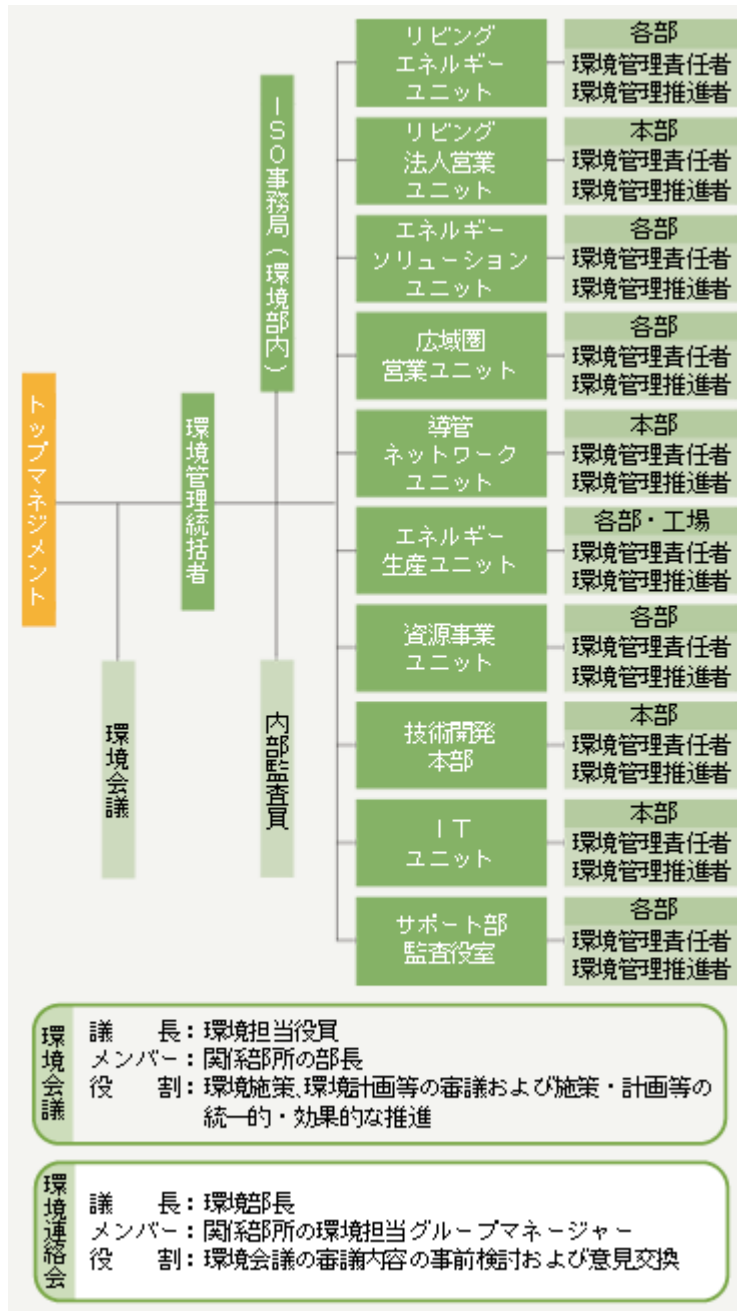 トップマネジメント
環境会議
環境管理統括者
ISO事務局(環境部内)
内部監査員
リビング
エネルギー
ユニット
各部
環境管理責任者
環境管理推進者
リビング
法人営業
ユニット
本部
環境管理責任者
環境管理推進者
エネルギー
ソリューション
ユニット
各部
環境管理責任者
環境管理推進者
広域圏
営業ユニット
各部
環境管理責任者
環境管理推進者
導管
ネットワーク
ユニット
本部
環境管理責任者
環境管理推進者
エネルギー
生産ユニット
各部・工場
環境管理責任者
環境管理推進者
資源事業
ユニット
各部
環境管理責任者
環境管理推進者
技術開発
本部
本部
環境管理責任者
環境管理推進者
IT
ユニット
本部
環境管理責任者
環境管理推進者
サポート部
監査役室
各部
環境管理責任者
環境管理推進者
環境会議
議 長:環境担当役員
メンバー:関係部所の部長
役 割:環境施策、環境計画等の審議および施策・計画等の
統一的・効果的な推進
環境連絡会
議 長:環境部長
メンバー:関係部所の環境担当グループマネージャー
役 割:環境会議の審議内容の事前検討および意見交換